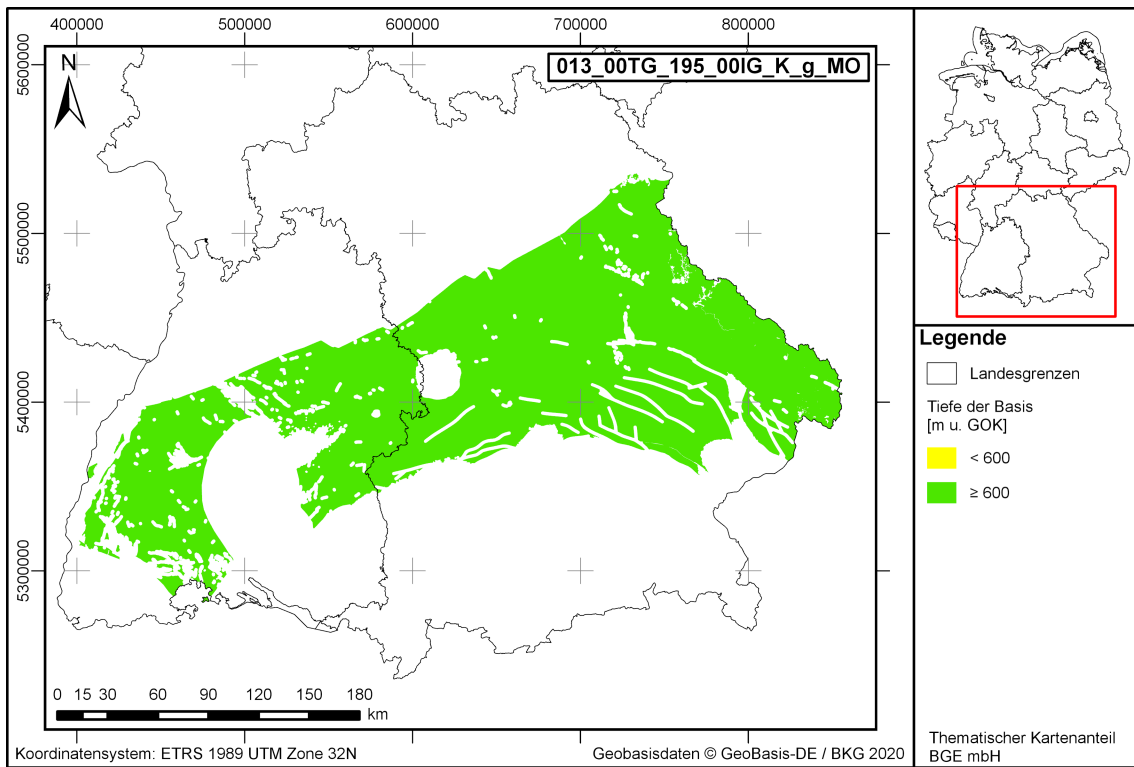 400000 500000 600000 700000 800000
5600000
5500000
5400000
5300000
N
013_00TG_195_00IG_K_g_MO
0 15 30 60 90 120 150 180
km
Koordinatensystem: ETRS 1989 UTM Zone 32N
Geobasisdaten © GeoBasis-DE / BKG 2020
Legende
Landesgrenzen
Tiefe der Basis
[m u. GOK]
< 600
≥ 600
Thematischer Kartenanteil
BGE mbH